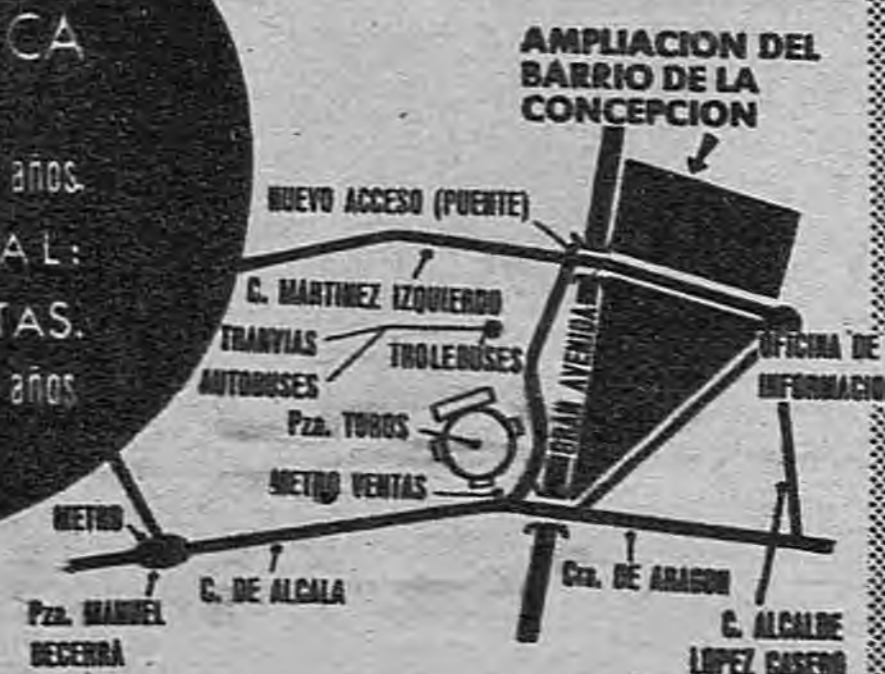 CA
años.
AL:
TAS.
años
AMPLIACION DEL
BARRIO DE LA
CONCEPCION
NUEVO ACCESO (PUENTE)
C. MARTINEZ IZQUIERDO
TRANVIAS
TROLEBUSES
AUTOBUSES
GRAN AVENIDA
OFICINA DE
INFORMACIO
Pza. TOROS
METRO VENTAS
METRO
C. DE ALCALA
Cra. DE ARAGON
Pza. MANUEL
BECERRA
C. ALCALDE
LOPEZ CASERO